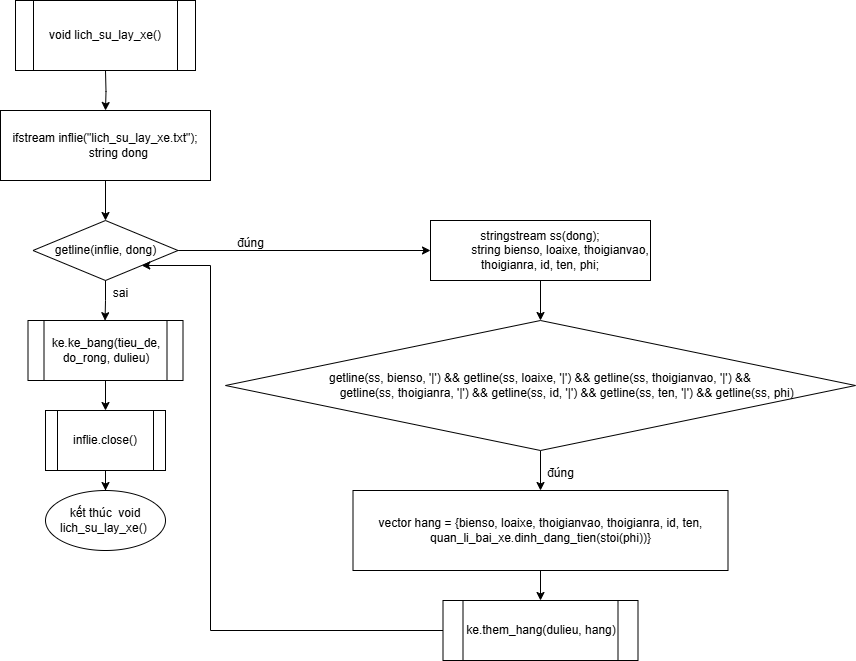 void lich_su_lay_xe()
ifstream inflie("lich_su_lay_xe.txt");
string dong
getline(inflie, dong)
đúng
stringstream ss(dong);
string bienso, loaixe, thoigianvao,
thoigianra, id, ten, phi;
sai
ke.ke_bang(tieu_de,
do_rong, dulieu)
getline(ss, bienso, '|') && getline(ss, loaixe, '|') && getline(ss, thoigianvao, '|') &&
getline(ss, thoigianra, '|') && getline(ss, id, '|') && getline(ss, ten, '|') && getline(ss, phi)
inflie.close()
đúng
kết thúc void
lich_su_lay_xe()
vector hang = {bienso, loaixe, thoigianvao, thoigianra, id, ten,
quan_li_bai_xe.dinh_dang_tien(stoi(phi))}
ke.them_hang(dulieu, hang)